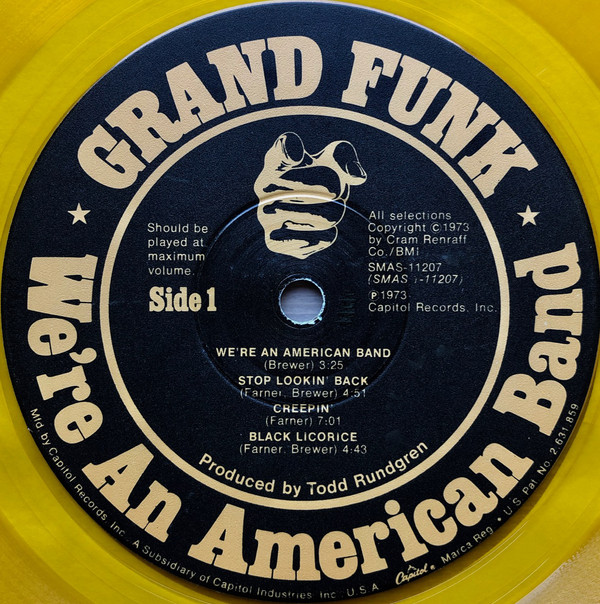 GRAND FUNK
Should be
played at
maximum
volume.
Side 1
All selections
Copyright ©1973
by Cram Renraff
Co./BMI
SMAS-11207
(SMAS 1-11207)
℗1973
Capitol Records, Inc.
WE'RE AN AMERICAN BAND
(Brewer) 3:25
STOP LOOKIN' BACK
(Farner, Brewer) 4:51
CREEPIN'
(Farner) 7:01
BLACK LICORICE
(Farner, Brewer) 4:43
Produced by Todd Rundgren
We're An American Band
Mfd. by Capitol Records, Inc., A Subsidiary of Capitol Industries, Inc., U.S.A.
Capitol ® Marca Reg. • U.S. Pat. No. 2,631,859